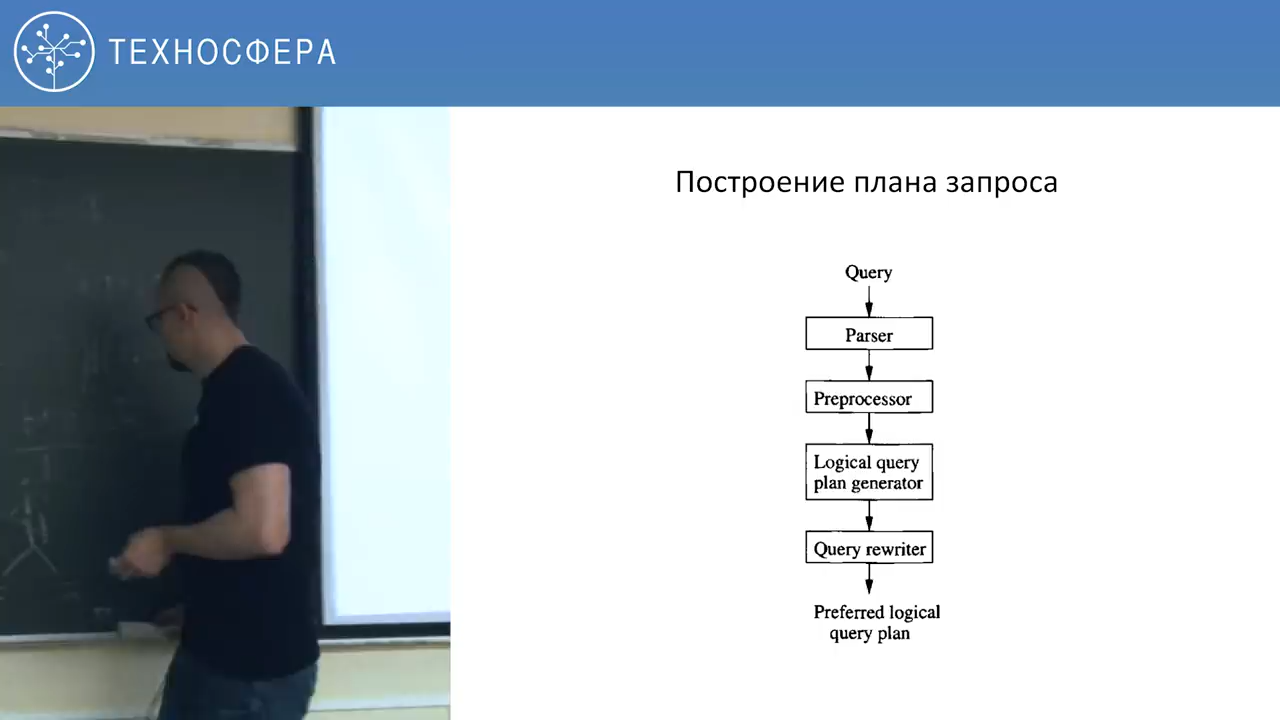 ТЕХНОСФЕРА
Построение плана запроса
Query
Parser
Preprocessor
Logical query
plan generator
Query rewriter
Preferred logical
query plan